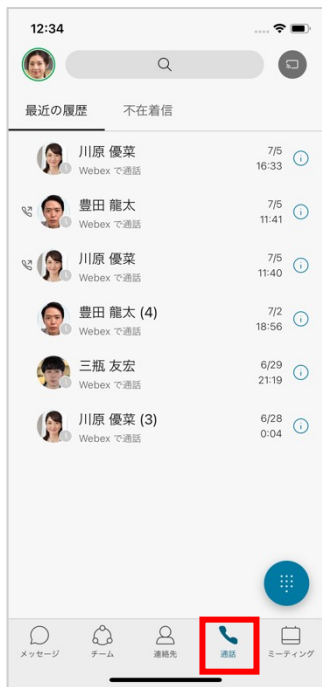 12:34
最近の履歴 不在着信
川原 優菜 7/5
Webex で通話 16:33
豊田 龍太 7/5
Webex で通話 11:41
川原 優菜 7/5
Webex で通話 11:40
豊田 龍太 (4) 7/2
Webex で通話 18:56
三瓶 友宏 6/29
Webex で通話 21:19
川原 優菜 (3) 6/28
Webex で通話 0:04
メッセージ チーム 連絡先 通話 ミーティング